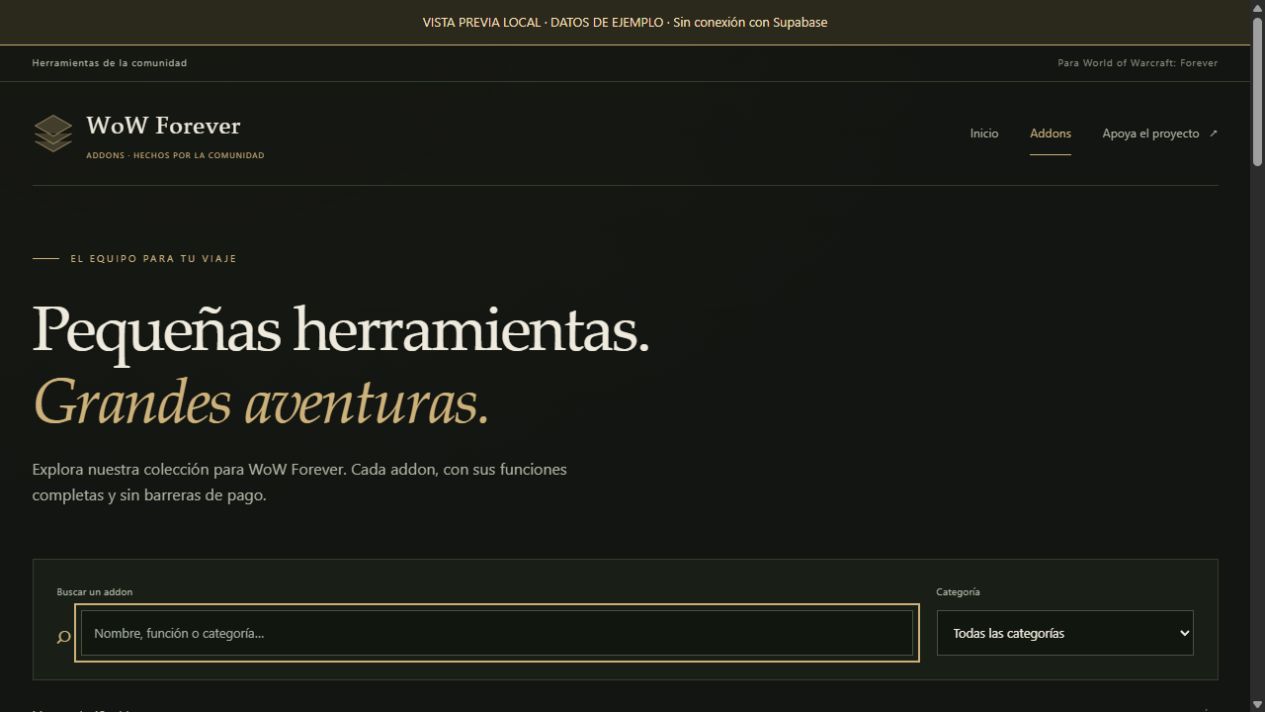 VISTA PREVIA LOCAL · DATOS DE EJEMPLO · Sin conexión con Supabase
Herramientas de la comunidad
Para World of Warcraft: Forever
WoW Forever
ADDONS · HECHOS POR LA COMUNIDAD
Inicio
Addons
Apoya el proyecto ↗
EL EQUIPO PARA TU VIAJE
Pequeñas herramientas.
Grandes aventuras.
Explora nuestra colección para WoW Forever. Cada addon, con sus funciones
completas y sin barreras de pago.
Buscar un addon
Categoría
Nombre, función o categoría...
Todas las categorías